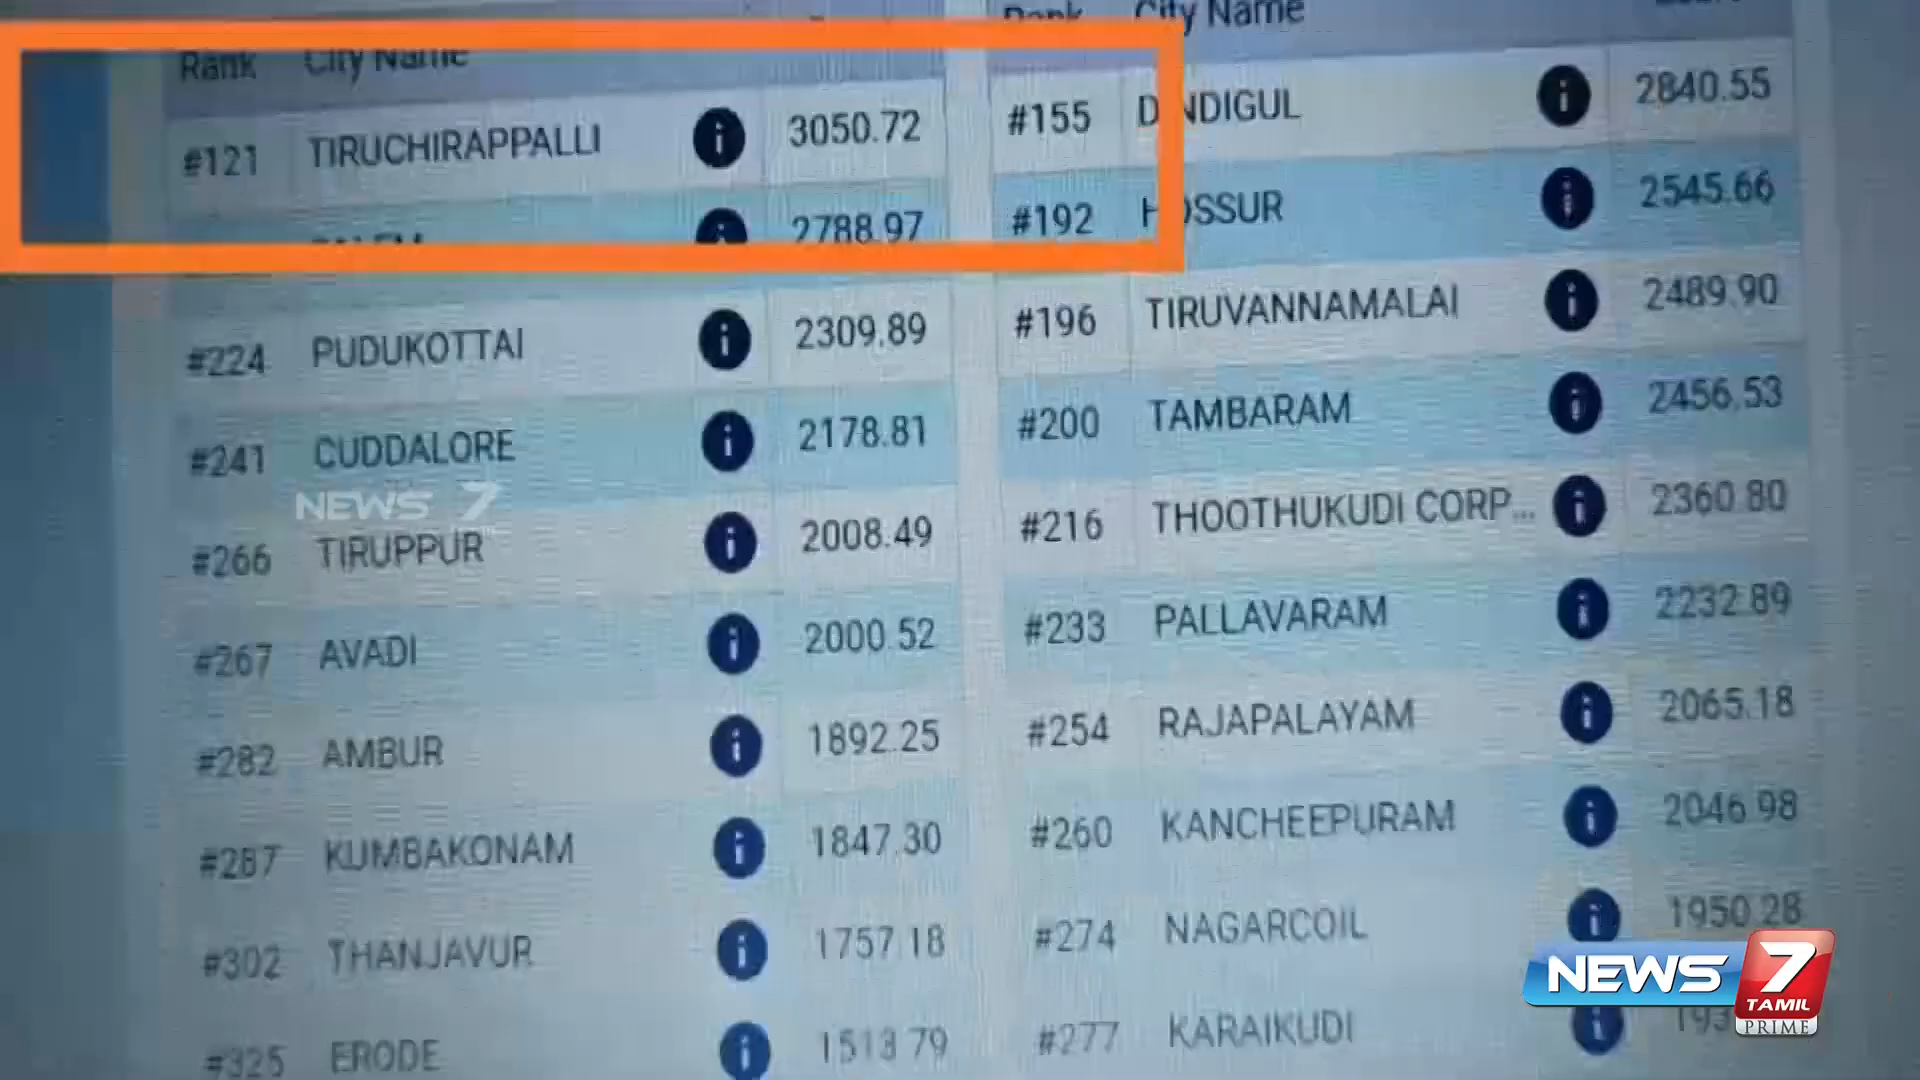 Rank City Name
#121 TIRUCHIRAPPALLI i 3050.72
i 2788.97
#224 PUDUKOTTAI i 2309.89
#241 CUDDALORE i 2178.81
NEWS 7
#266 TIRUPPUR i 2008.49
#267 AVADI i 2000.52
#282 AMBUR i 1892.25
#287 KUMBAKONAM i 1847.30
#302 THANJAVUR i 1757.18
#325 ERODE i 1513.79
Rank City Name
#155 DINDIGUL i 2840.55
#192 HOSSUR i 2545.66
#196 TIRUVANNAMALAI i 2489.90
#200 TAMBARAM i 2456.53
#216 THOOTHUKUDI CORP... i 2360.80
#233 PALLAVARAM i 2232.89
#254 RAJAPALAYAM i 2065.18
#260 KANCHEEPURAM i 2046.98
#274 NAGARCOIL i 1950.28
#277 KARAIKUDI i
NEWS 7
TAMIL
PRIME